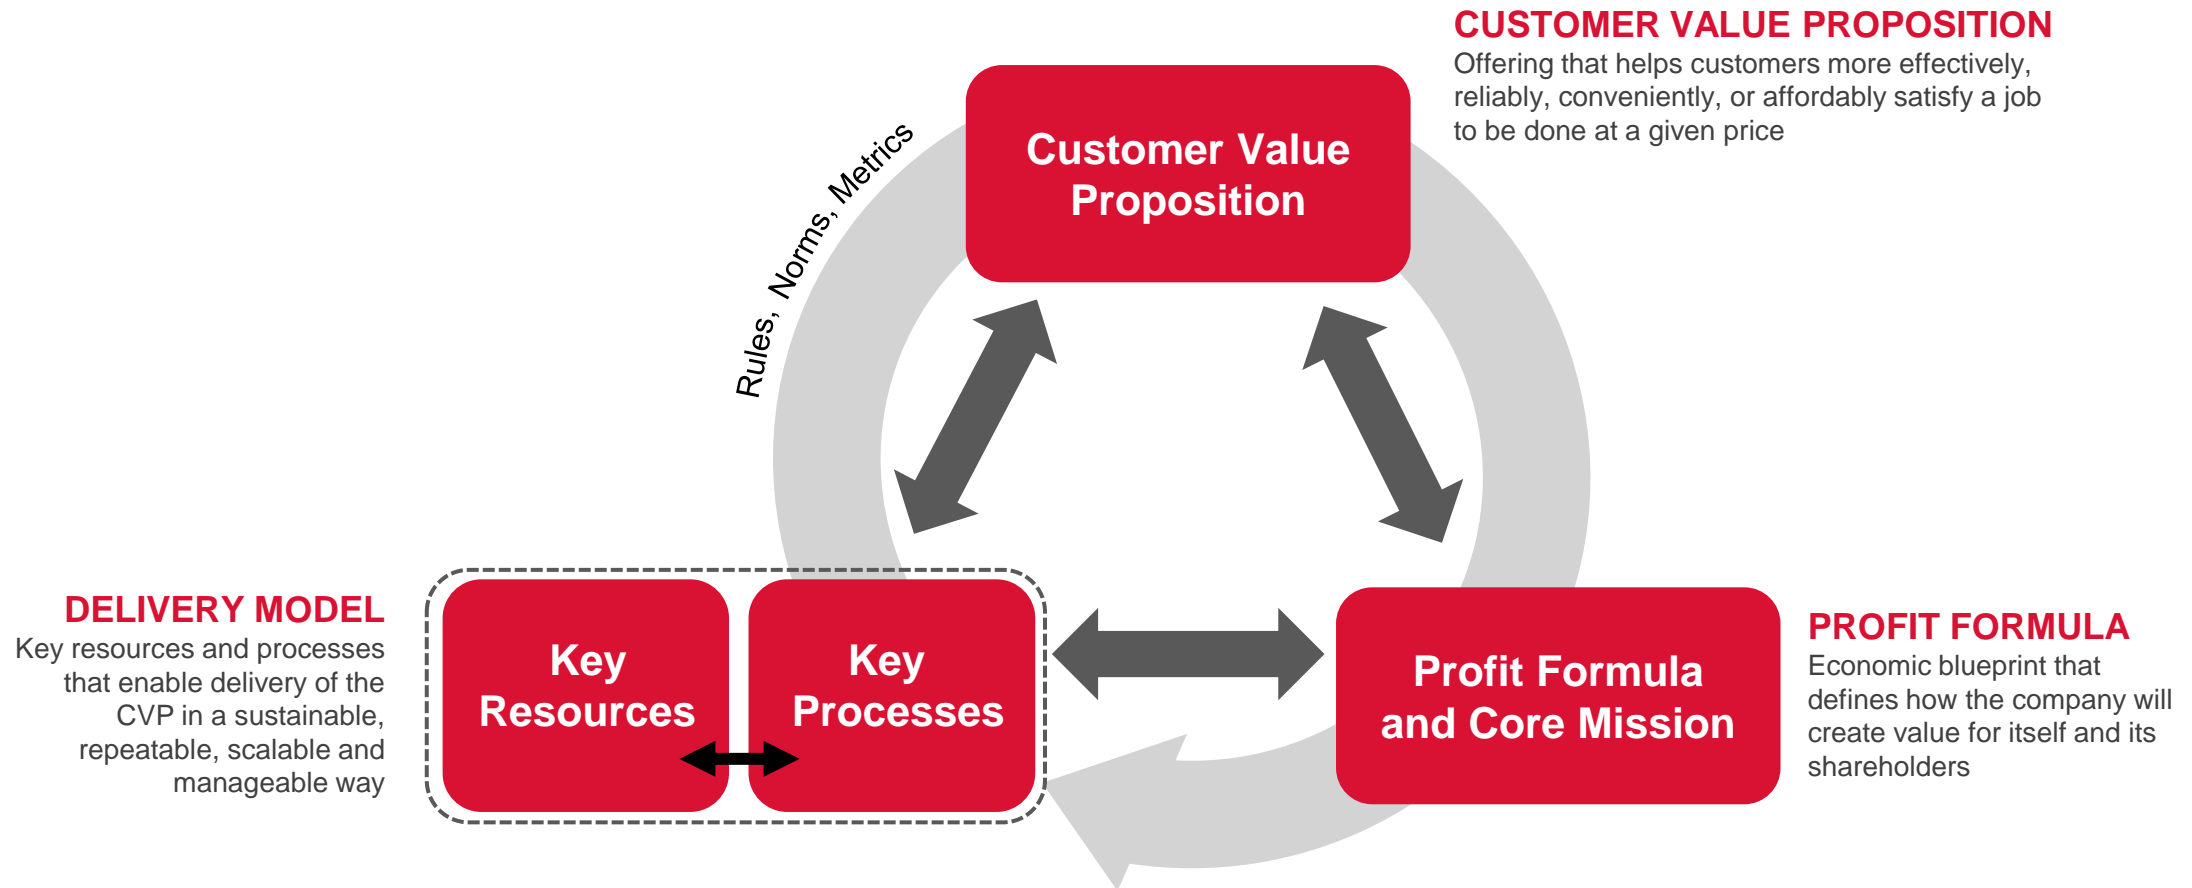 CUSTOMER VALUE PROPOSITION
Offering that helps customers more effectively,
reliably, conveniently, or affordably satisfy a job
to be done at a given price
Customer Value
Proposition
Rules, Norms, Metrics
DELIVERY MODEL
Key resources and processes
that enable delivery of the
CVP in a sustainable,
repeatable, scalable and
manageable way
Key
Resources
Key
Processes
Profit Formula
and Core Mission
PROFIT FORMULA
Economic blueprint that
defines how the company will
create value for itself and its
shareholders